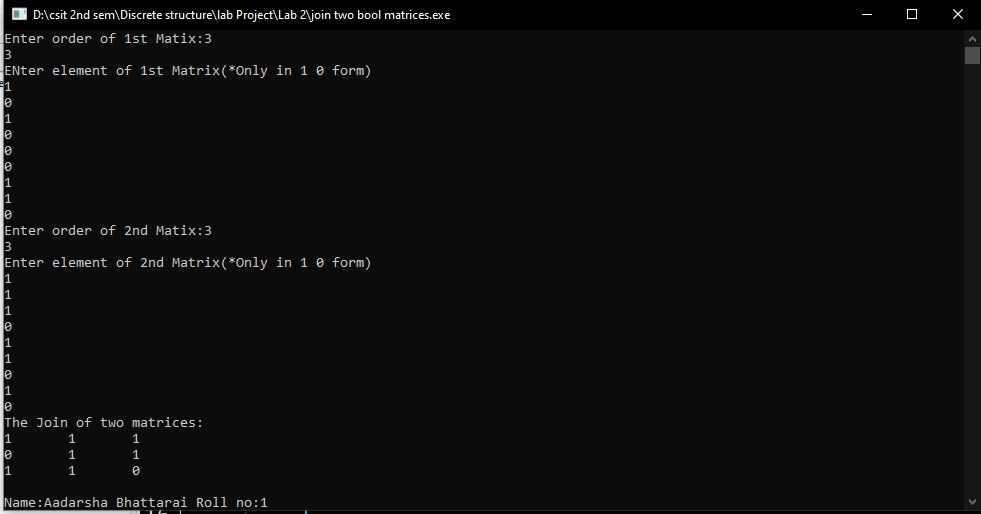 D:\csit 2nd sem\Discrete structure\lab Project\Lab 2\join two bool matrices.exe
Enter order of 1st Matix:3
3
ENter element of 1st Matrix(*Only in 1 0 form)
1
0
1
0
0
0
1
1
0
Enter order of 2nd Matix:3
3
Enter element of 2nd Matrix(*Only in 1 0 form)
1
1
1
0
1
1
0
1
0
The Join of two matrices:
1 1 1
0 1 1
1 1 0
Name:Aadarsha Bhattarai Roll no:1